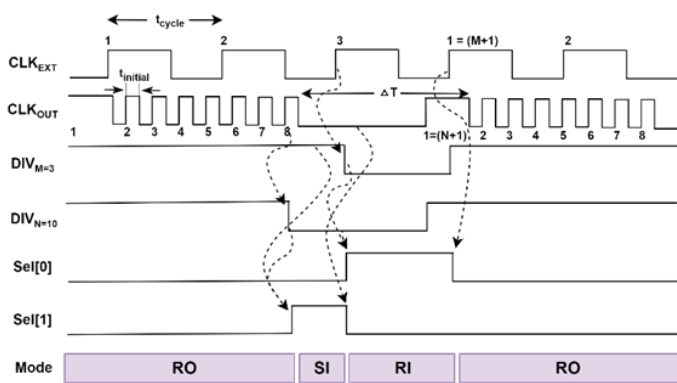 t_cycle
1 2 3 1 = (M+1) 2
CLK_EXT
t_initial
ΔT
CLK_OUT
1 2 3 4 5 6 7 8 1=(N+1) 2 3 4 5 6 7 8
DIV_M=3
DIV_N=10
Sel[0]
Sel[1]
Mode RO SI RI RO